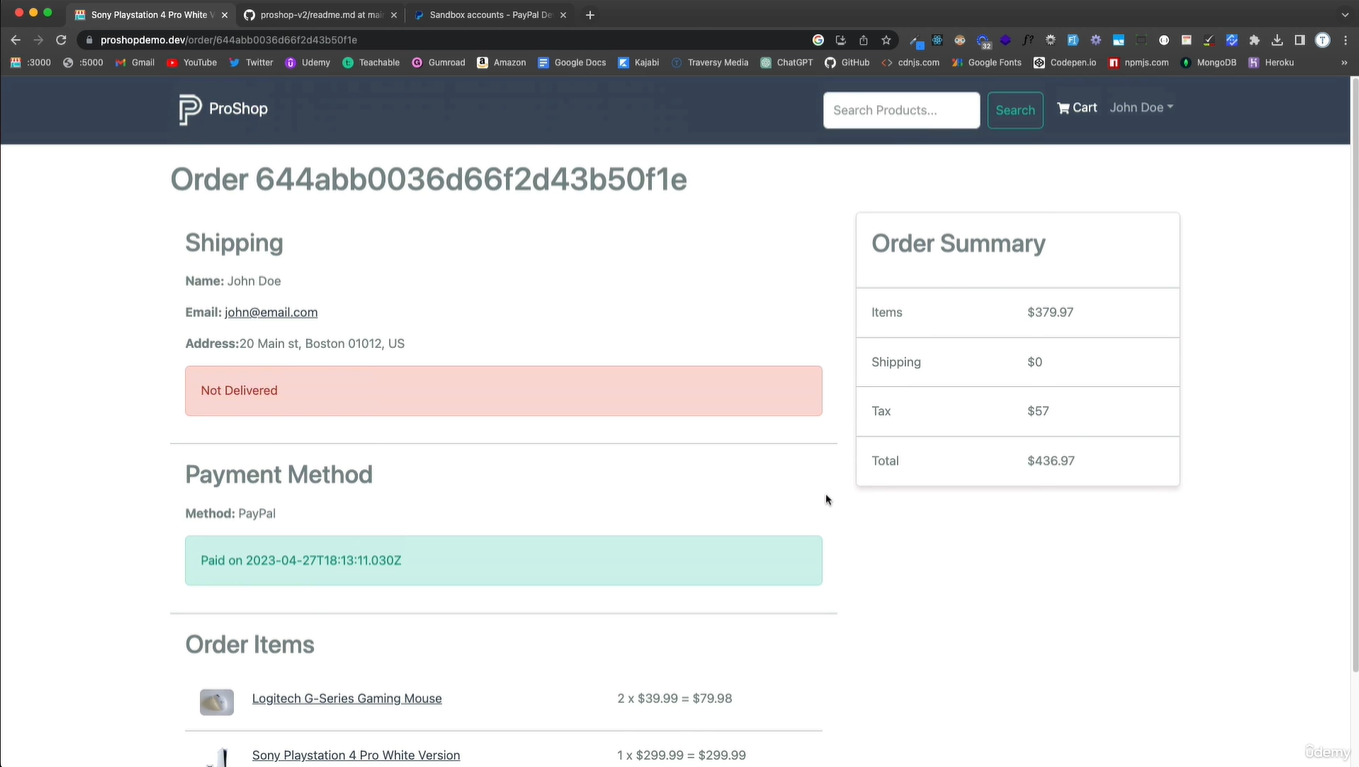 Sony Playstation 4 Pro White V
proshop-v2/readme.md at mai
Sandbox accounts - PayPal De
proshopdemo.dev/order/644abb0036d66f2d43b50f1e
32
:3000 :5000 Gmail YouTube Twitter Udemy Teachable Gumroad Amazon Google Docs Kajabi Traversy Media ChatGPT GitHub cdnjs.com Google Fonts Codepen.io npmjs.com MongoDB Heroku »
ProShop
Search Products...
Search
Cart
John Doe
Order 644abb0036d66f2d43b50f1e
Shipping
Name: John Doe
Email: john@email.com
Address:20 Main st, Boston 01012, US
Not Delivered
Payment Method
Method: PayPal
Paid on 2023-04-27T18:13:11.030Z
Order Items
Logitech G-Series Gaming Mouse 2 x $39.99 = $79.98
Sony Playstation 4 Pro White Version 1 x $299.99 = $299.99
Order Summary
Items $379.97
Shipping $0
Tax $57
Total $436.97
Udemy